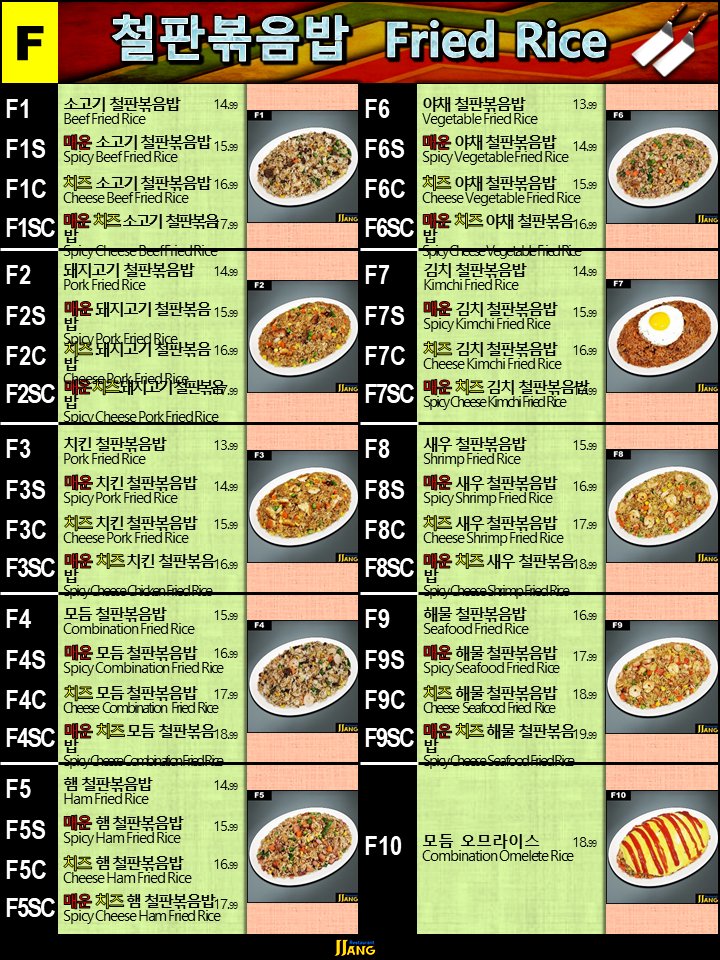 F 철판볶음밥 Fried Rice
F1 소고기 철판볶음밥 14.99
Beef Fried Rice
F1S 매운 소고기 철판볶음밥 15.99
Spicy Beef Fried Rice
F1C 치즈 소고기 철판볶음밥 16.99
Cheese Beef Fried Rice
F1SC 매운 치즈 소고기 철판볶음 17.99
밥
Spicy Cheese Beef Fried Rice
F1
JJANG
F2 돼지고기 철판볶음밥 14.99
Pork Fried Rice
F2S 매운 돼지고기 철판볶음 15.99
밥
Spicy Pork Fried Rice
F2C 치즈 돼지고기 철판볶음 16.99
밥
Cheese Pork Fried Rice
F2SC 매운 치즈 돼지고기 철판볶음
밥
Spicy Cheese Pork Fried Rice
F2
JJANG
F3 치킨 철판볶음밥 13.99
Pork Fried Rice
F3S 매운 치킨 철판볶음밥 14.99
Spicy Pork Fried Rice
F3C 치즈 치킨 철판볶음밥 15.99
Cheese Pork Fried Rice
F3SC 매운 치즈 치킨 철판볶음 16.99
밥
Spicy Cheese Chicken Fried Rice
F3
JJANG
F4 모듬 철판볶음밥 15.99
Combination Fried Rice
F4S 매운 모듬 철판볶음밥 16.99
Spicy Combination Fried Rice
F4C 치즈 모듬 철판볶음밥 17.99
Cheese Combination Fried Rice
F4SC 매운 치즈 모듬 철판볶음 18.99
밥
Spicy Cheese Combination Fried Rice
F4
JJANG
F5 햄 철판볶음밥 14.99
Ham Fried Rice
F5S 매운 햄 철판볶음밥 15.99
Spicy Ham Fried Rice
F5C 치즈 햄 철판볶음밥 16.99
Cheese Ham Fried Rice
F5SC 매운 치즈 햄 철판볶음밥 17.99
Spicy Cheese Ham Fried Rice
F5
JJANG
F6 야채 철판볶음밥 13.99
Vegetable Fried Rice
F6S 매운 야채 철판볶음밥 14.99
Spicy Vegetable Fried Rice
F6C 치즈 야채 철판볶음밥 15.99
Cheese Vegetable Fried Rice
F6SC 매운 치즈 야채 철판볶음 16.99
밥
Spicy Cheese Vegetable Fried Rice
F6
JJANG
F7 김치 철판볶음밥 14.99
Kimchi Fried Rice
F7S 매운 김치 철판볶음밥 15.99
Spicy Kimchi Fried Rice
F7C 치즈 김치 철판볶음밥 16.99
Cheese Kimchi Fried Rice
F7SC 매운 치즈 김치 철판볶음밥
Spicy Cheese Kimchi Fried Rice
F7
JJANG
F8 새우 철판볶음밥 15.99
Shrimp Fried Rice
F8S 매운 새우 철판볶음밥 16.99
Spicy Shrimp Fried Rice
F8C 치즈 새우 철판볶음밥 17.99
Cheese Shrimp Fried Rice
F8SC 매운 치즈 새우 철판볶음 18.99
밥
Spicy Cheese Shrimp Fried Rice
F8
JJANG
F9 해물 철판볶음밥 16.99
Seafood Fried Rice
F9S 매운 해물 철판볶음밥 17.99
Spicy Seafood Fried Rice
F9C 치즈 해물 철판볶음밥 18.99
Cheese Seafood Fried Rice
F9SC 매운 치즈 해물 철판볶음 19.99
밥
Spicy Cheese Seafood Fried Rice
F9
JJANG
F10 모듬 오므라이스 18.99
Combination Omelete Rice
F10
JJANG
Restaurant
JJANG